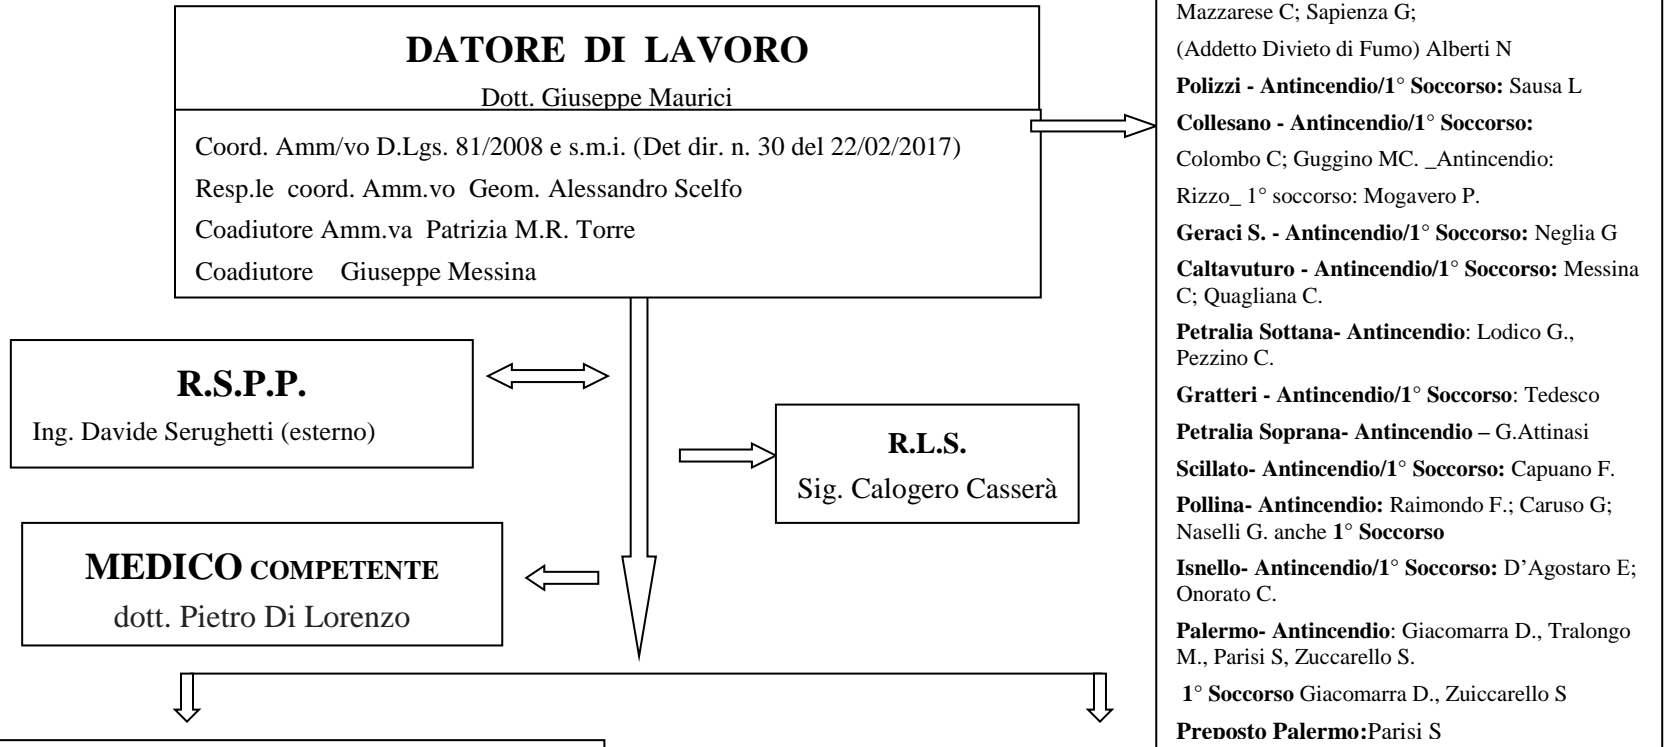 DATORE DI LAVORO
Dott. Giuseppe Maurici
Coord. Amm/vo D.Lgs. 81/2008 e s.m.i. (Det dir. n. 30 del 22/02/2017)
Resp.le coord. Amm.vo Geom. Alessandro Scelfo
Coadiutore Amm.va Patrizia M.R. Torre
Coadiutore Giuseppe Messina
R.S.P.P.
Ing. Davide Serughetti (esterno)
R.L.S.
Sig. Calogero Casserà
MEDICO COMPETENTE
dott. Pietro Di Lorenzo
Mazzarese C; Sapienza G;
(Addetto Divieto di Fumo) Alberti N
Polizzi - Antincendio/1° Soccorso: Sausa L
Collesano - Antincendio/1° Soccorso:
Colombo C; Guggino MC. _Antincendio:
Rizzo_ 1° soccorso: Mogavero P.
Geraci S. - Antincendio/1° Soccorso: Neglia G
Caltavuturo - Antincendio/1° Soccorso: Messina
C; Quagliana C.
Petralia Sottana- Antincendio: Lodico G.,
Pezzino C.
Gratteri - Antincendio/1° Soccorso: Tedesco
Petralia Soprana- Antincendio – G.Attinasi
Scillato- Antincendio/1° Soccorso: Capuano F.
Pollina- Antincendio: Raimondo F.; Caruso G;
Naselli G. anche 1° Soccorso
Isnello- Antincendio/1° Soccorso: D’Agostaro E;
Onorato C.
Palermo- Antincendio: Giacomarra D., Tralongo
M., Parisi S, Zuccarello S.
1° Soccorso Giacomarra D., Zuiccarello S
Preposto Palermo:Parisi S